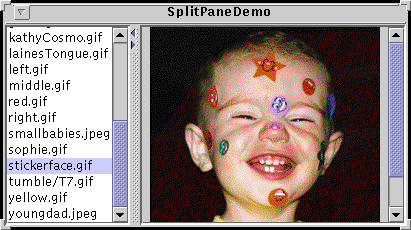 SplitPaneDemo
kathyCosmo.gif
lainesTongue.gif
left.gif
middle.gif
red.gif
right.gif
smallbabies.jpeg
sophie.gif
stickerface.gif
tumble/T7.gif
yellow.gif
youngdad.jpeg